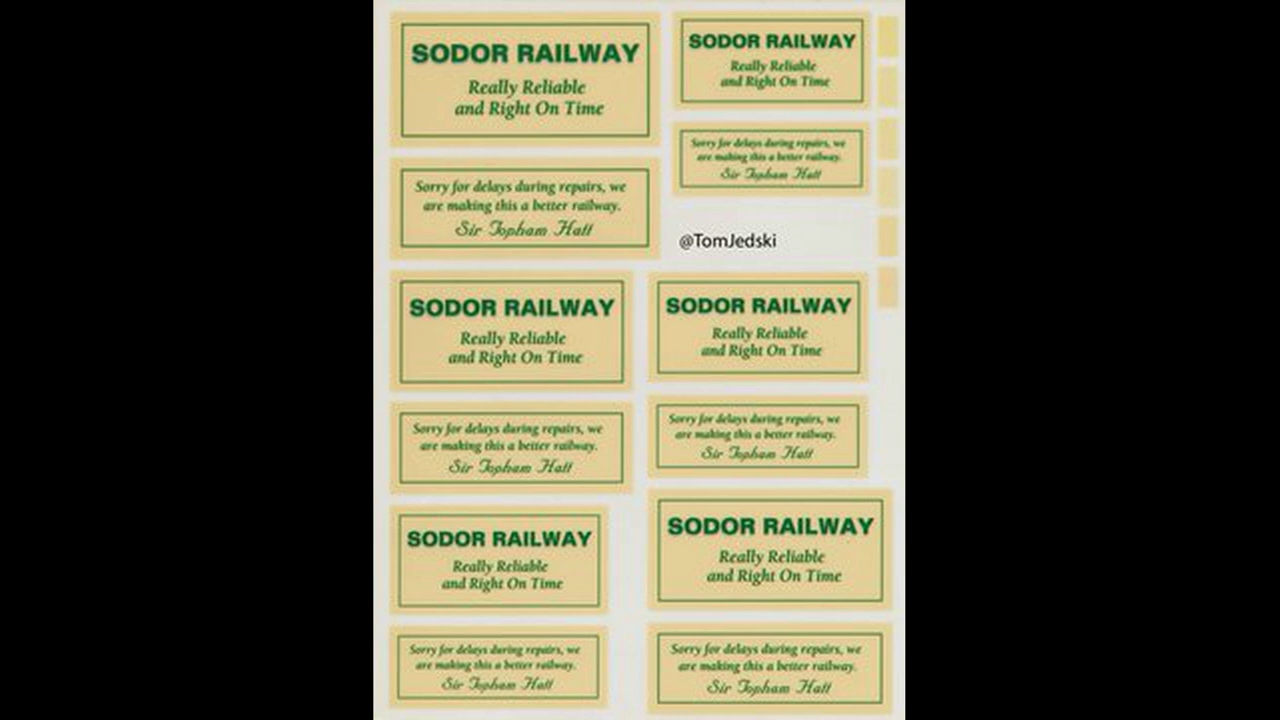 SODOR RAILWAY
Really Reliable
and Right On Time
Sorry for delays during repairs, we
are making this a better railway.
Sir Topham Hatt
SODOR RAILWAY
Really Reliable
and Right On Time
Sorry for delays during repairs, we
are making this a better railway.
Sir Topham Hatt
@TomJedski
SODOR RAILWAY
Really Reliable
and Right On Time
Sorry for delays during repairs, we
are making this a better railway.
Sir Topham Hatt
SODOR RAILWAY
Really Reliable
and Right On Time
Sorry for delays during repairs, we
are making this a better railway.
Sir Topham Hatt
SODOR RAILWAY
Really Reliable
and Right On Time
Sorry for delays during repairs, we
are making this a better railway.
Sir Topham Hatt
SODOR RAILWAY
Really Reliable
and Right On Time
Sorry for delays during repairs, we
are making this a better railway.
Sir Topham Hatt